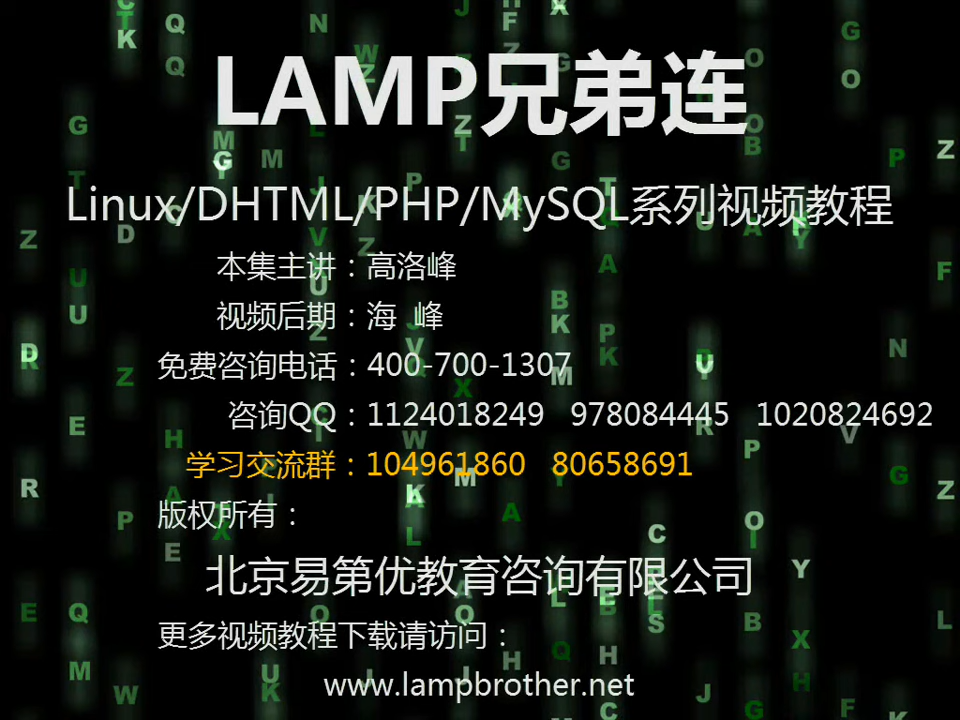 LAMP兄弟连
Linux/DHTML/PHP/MySQL系列视频教程
本集主讲：高洛峰
视频后期：海 峰
免费咨询电话：400-700-1307
咨询QQ：1124018249 978084445 1020824692
学习交流群：104961860 80658691
版权所有：
北京易第优教育咨询有限公司
更多视频教程下载请访问：
www.lampbrother.net